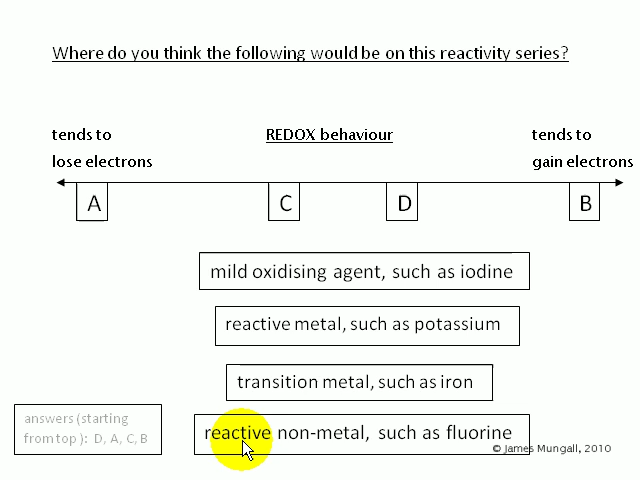 Where do you think the following would be on this reactivity series?
tends to
lose electrons
REDOX behaviour
tends to
gain electrons
A
C
D
B
mild oxidising agent, such as iodine
reactive metal, such as potassium
transition metal, such as iron
reactive non-metal, such as fluorine
answers (starting
from top ): D, A, C, B
© James Mungall, 2010